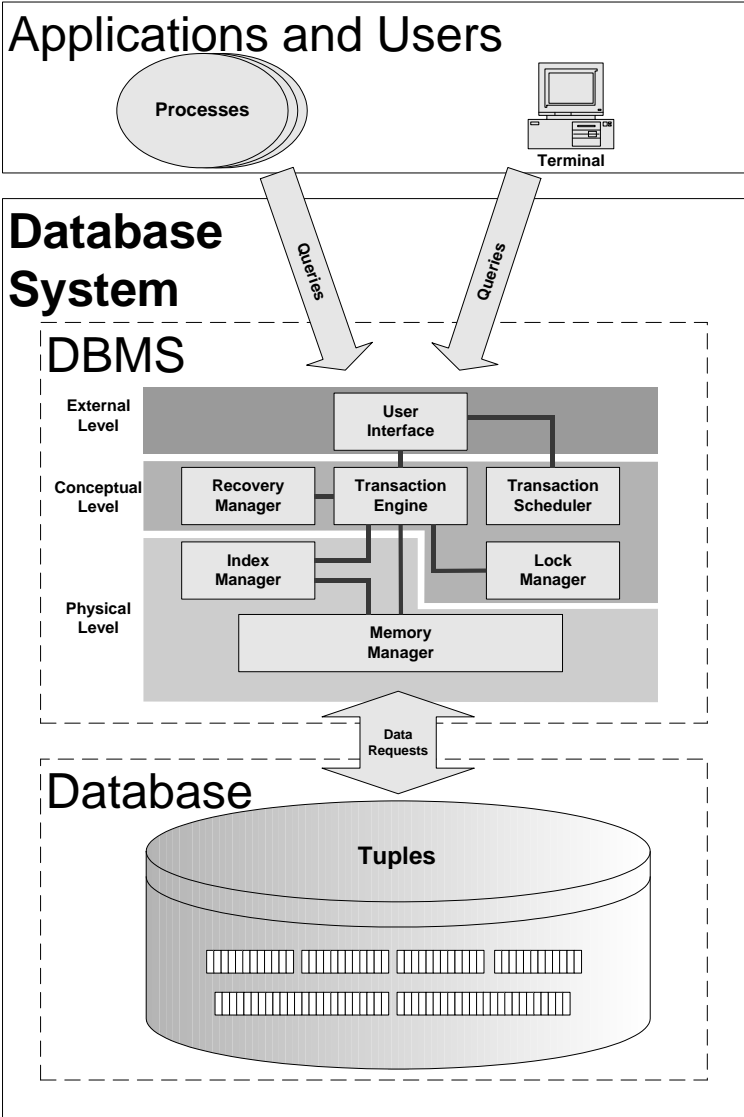 Applications and Users
Processes
Terminal
Queries
Queries
Database
System
DBMS
External
Level
User
Interface
Conceptual
Level
Recovery
Manager
Transaction
Engine
Transaction
Scheduler
Index
Manager
Lock
Manager
Physical
Level
Memory
Manager
Data
Requests
Database
Tuples